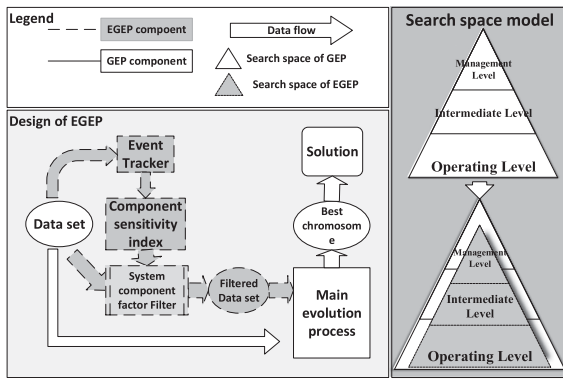 Legend
EGEP component
GEP component
Data flow
Search space of GEP
Search space of EGEP
Design of EGEP
Event
Tracker
Component
sensitivity
index
Data set
System
component
factor Filter
Filtered
Data set
Solution
Best
chromosom
e
Main
evolution
process
Search space model
Management
Level
Intermediate Level
Operating Level
Management
Level
Intermediate
Level
Operating Level